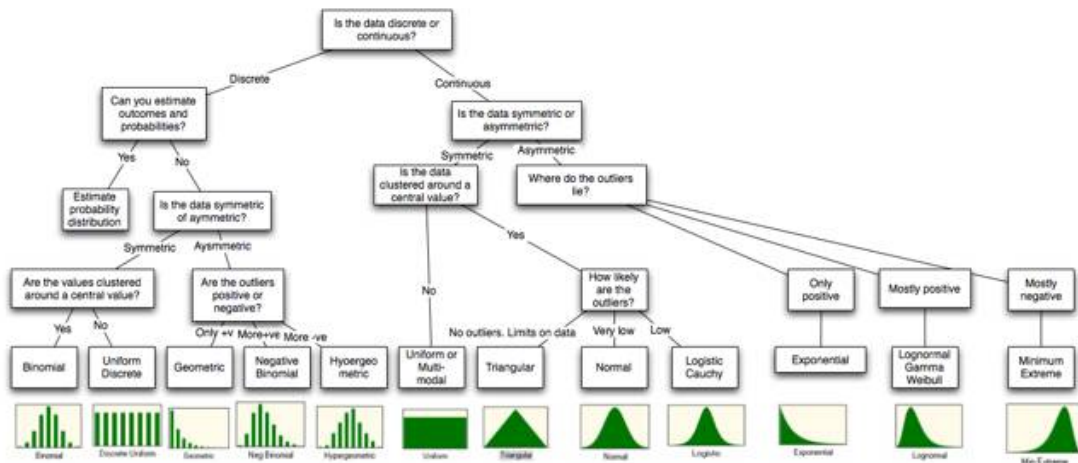 Is the data discrete or
continuous?
Discrete
Continuous
Can you estimate
outcomes and
probabilities?
Is the data symmetric or
asymmetrric?
Yes
No
Symmetric
Asymmetric
Estimate
probability
distribution
Is the data symmetric
of aymmetric?
Is the data
clustered around a
central value?
Where do the outliers
lie?
Symmetric
Aysmmetric
No
Yes
Are the values clustered
around a central value?
Are the outliers
positive or
negative?
How likely
are the
outliers?
Only
positive
Mostly positive
Mostly
negative
Yes
No
Only +v
More+ve
More -ve
No outliers. Limits on data
Very low
Low
Binomial
Uniform
Discrete
Geometric
Negative
Binomial
Hyoergeo
metric
Uniform or
Multi-
modal
Triangular
Normal
Logistic
Cauchy
Exponential
Lognormal
Gamma
Weibull
Minimum
Extreme
Binomial
Discrete Uniform
Geometric
Neg Binomial
Hypergeometric
Uniform
Triangular
Normal
Logistic
Exponential
Lognormal
Min Extreme